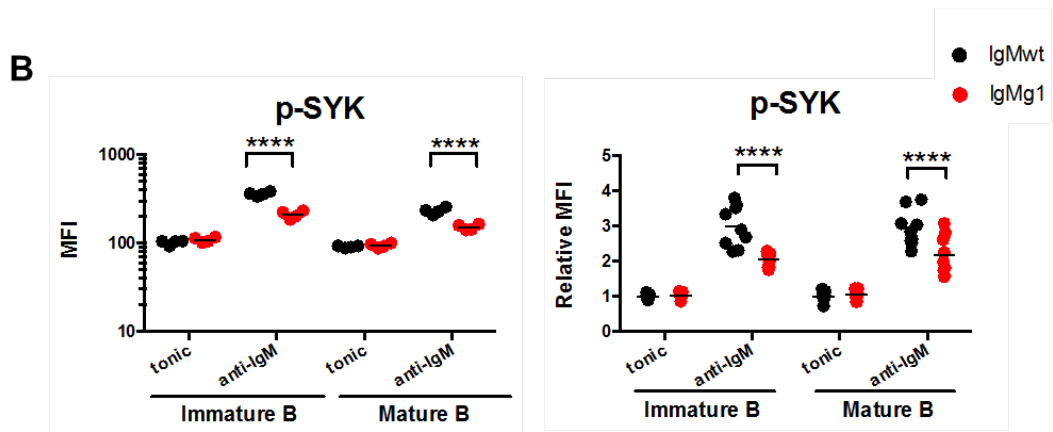 B
IgMwt
IgMg1
p-SYK
****
****
1000
100
10
MFI
tonic
anti-IgM
tonic
anti-IgM
Immature B
Mature B
p-SYK
****
****
5
4
3
2
1
0
Relative MFI
tonic
anti-IgM
tonic
anti-IgM
Immature B
Mature B